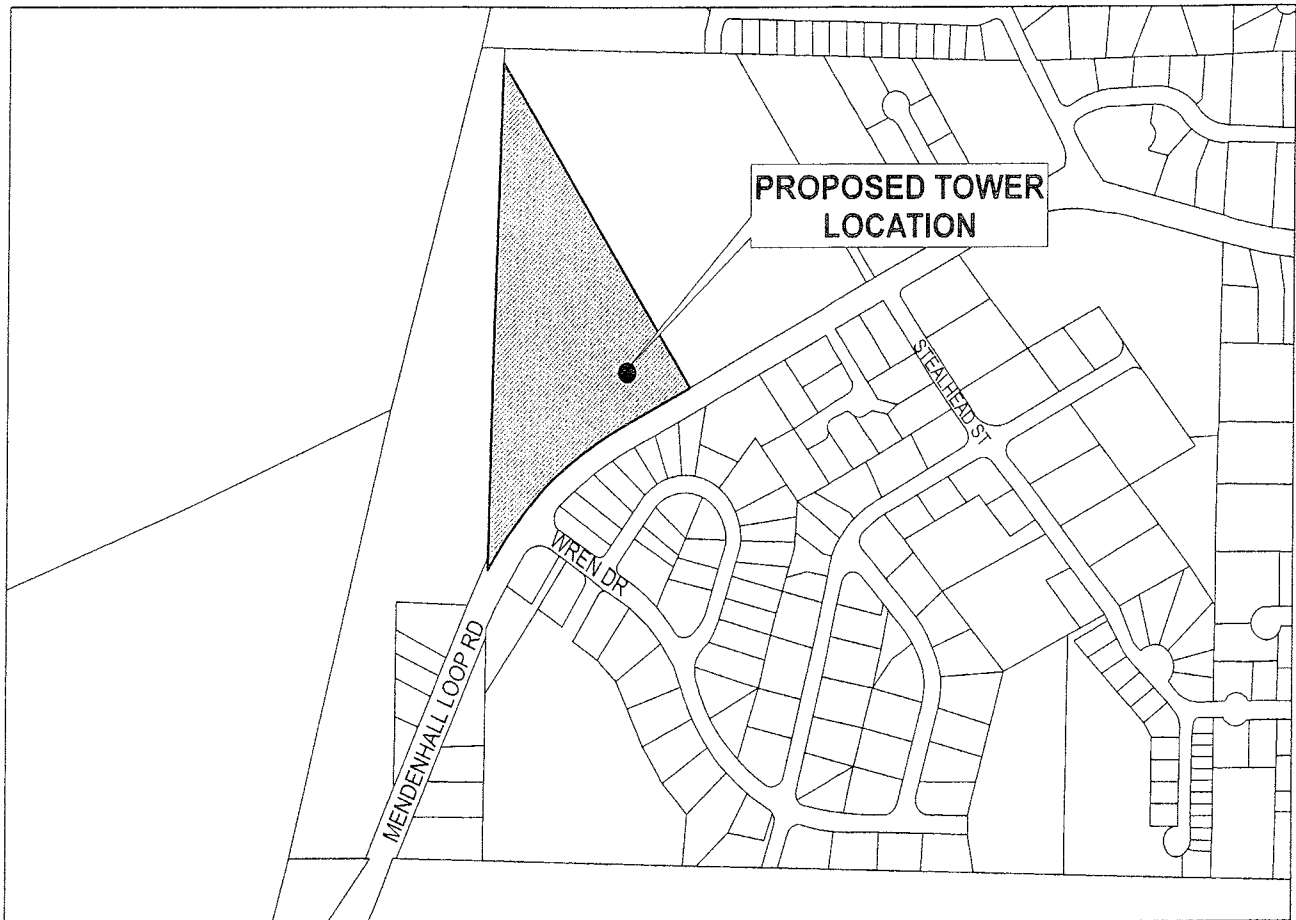 PROPOSED TOWER
LOCATION
STEALHEAD ST
WREN DR
MENDENHALL LOOP RD